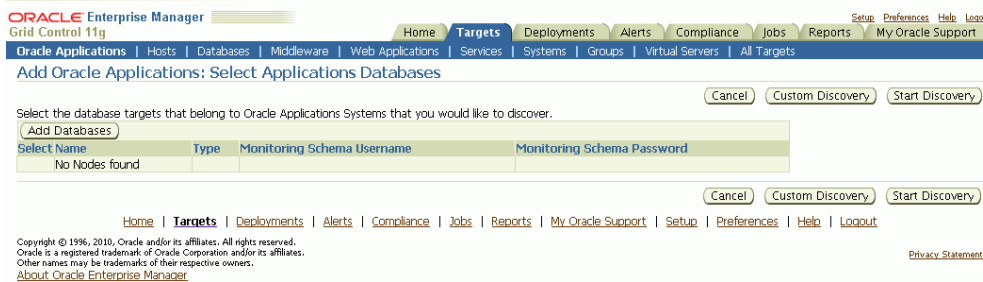 ORACLE Enterprise Manager
Grid Control 11g
Setup Preferences Help
Home Targets Deployments Alerts Compliance Jobs Reports My Oracle Support
Oracle Applications | Hosts | Databases | Middleware | Web Applications | Services | Systems | Groups | Virtual Servers | All Targets
Add Oracle Applications: Select Applications Databases
Cancel Custom Discovery Start Discovery
Select the database targets that belong to Oracle Applications Systems that you would like to discover.
Add Databases
Select Name Type Monitoring Schema Username Monitoring Schema Password
No Nodes found
Cancel Custom Discovery Start Discovery
Home | Targets | Deployments | Alerts | Compliance | Jobs | Reports | My Oracle Support | Setup | Preferences | Help | Logout
Copyright © 1996, 2010, Oracle and/or its affiliates. All rights reserved.
Oracle is a registered trademark of Oracle Corporation and/or its affiliates.
Other names may be trademarks of their respective owners.
Privacy Statement
About Oracle Enterprise Manager